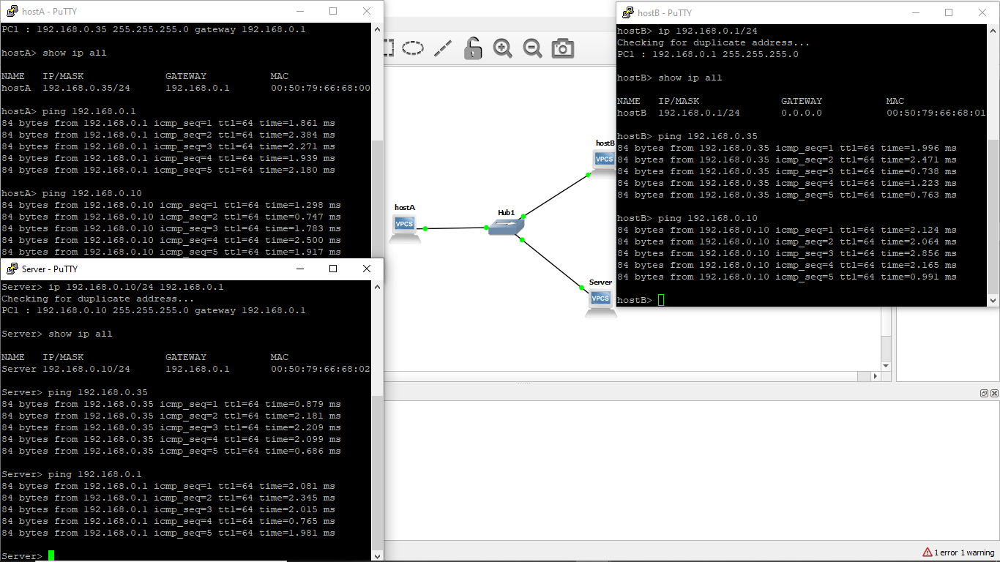 hostA - PuTTY
PC1 : 192.168.0.35 255.255.255.0 gateway 192.168.0.1
hostA> show ip all
NAME IP/MASK GATEWAY MAC
hostA 192.168.0.35/24 192.168.0.1 00:50:79:66:68:00
hostA> ping 192.168.0.1
84 bytes from 192.168.0.1 icmp_seq=1 ttl=64 time=1.861 ms
84 bytes from 192.168.0.1 icmp_seq=2 ttl=64 time=2.384 ms
84 bytes from 192.168.0.1 icmp_seq=3 ttl=64 time=2.271 ms
84 bytes from 192.168.0.1 icmp_seq=4 ttl=64 time=1.939 ms
84 bytes from 192.168.0.1 icmp_seq=5 ttl=64 time=2.180 ms
hostA> ping 192.168.0.10
84 bytes from 192.168.0.10 icmp_seq=1 ttl=64 time=1.298 ms
84 bytes from 192.168.0.10 icmp_seq=2 ttl=64 time=0.747 ms
84 bytes from 192.168.0.10 icmp_seq=3 ttl=64 time=1.783 ms
84 bytes from 192.168.0.10 icmp_seq=4 ttl=64 time=2.500 ms
84 bytes from 192.168.0.10 icmp_seq=5 ttl=64 time=1.917 ms
Server - PuTTY
Server> ip 192.168.0.10/24 192.168.0.1
Checking for duplicate address...
PC1 : 192.168.0.10 255.255.255.0 gateway 192.168.0.1
Server> show ip all
NAME IP/MASK GATEWAY MAC
Server 192.168.0.10/24 192.168.0.1 00:50:79:66:68:02
Server> ping 192.168.0.35
84 bytes from 192.168.0.35 icmp_seq=1 ttl=64 time=0.879 ms
84 bytes from 192.168.0.35 icmp_seq=2 ttl=64 time=2.181 ms
84 bytes from 192.168.0.35 icmp_seq=3 ttl=64 time=2.209 ms
84 bytes from 192.168.0.35 icmp_seq=4 ttl=64 time=2.099 ms
84 bytes from 192.168.0.35 icmp_seq=5 ttl=64 time=0.686 ms
Server> ping 192.168.0.1
84 bytes from 192.168.0.1 icmp_seq=1 ttl=64 time=2.081 ms
84 bytes from 192.168.0.1 icmp_seq=2 ttl=64 time=2.345 ms
84 bytes from 192.168.0.1 icmp_seq=3 ttl=64 time=2.015 ms
84 bytes from 192.168.0.1 icmp_seq=4 ttl=64 time=0.765 ms
84 bytes from 192.168.0.1 icmp_seq=5 ttl=64 time=1.981 ms
Server>
hostA
VPCS
Hub1
hostB
VPCS
Server
VPCS
hostB - PuTTY
hostB> ip 192.168.0.1/24
Checking for duplicate address...
PC1 : 192.168.0.1 255.255.255.0
hostB> show ip all
NAME IP/MASK GATEWAY MAC
hostB 192.168.0.1/24 0.0.0.0 00:50:79:66:68:01
hostB> ping 192.168.0.35
84 bytes from 192.168.0.35 icmp_seq=1 ttl=64 time=1.996 ms
84 bytes from 192.168.0.35 icmp_seq=2 ttl=64 time=2.471 ms
84 bytes from 192.168.0.35 icmp_seq=3 ttl=64 time=0.738 ms
84 bytes from 192.168.0.35 icmp_seq=4 ttl=64 time=1.223 ms
84 bytes from 192.168.0.35 icmp_seq=5 ttl=64 time=0.763 ms
hostB> ping 192.168.0.10
84 bytes from 192.168.0.10 icmp_seq=1 ttl=64 time=2.124 ms
84 bytes from 192.168.0.10 icmp_seq=2 ttl=64 time=2.064 ms
84 bytes from 192.168.0.10 icmp_seq=3 ttl=64 time=2.856 ms
84 bytes from 192.168.0.10 icmp_seq=4 ttl=64 time=2.165 ms
84 bytes from 192.168.0.10 icmp_seq=5 ttl=64 time=0.991 ms
hostB>
1 error 1 warning